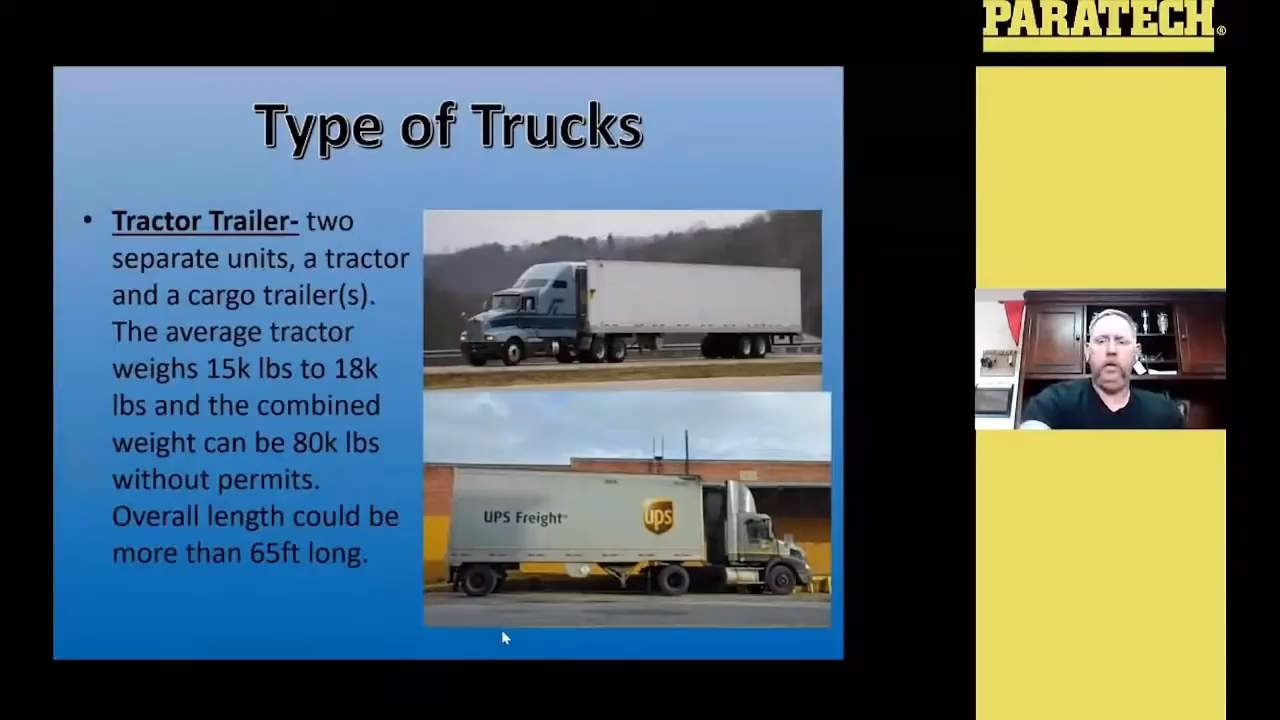 PARATECH®
Type of Trucks
• Tractor Trailer- two
separate units, a tractor
and a cargo trailer(s).
The average tractor
weighs 15k lbs to 18k
lbs and the combined
weight can be 80k lbs
without permits.
Overall length could be
more than 65ft long.
UPS Freight
ups